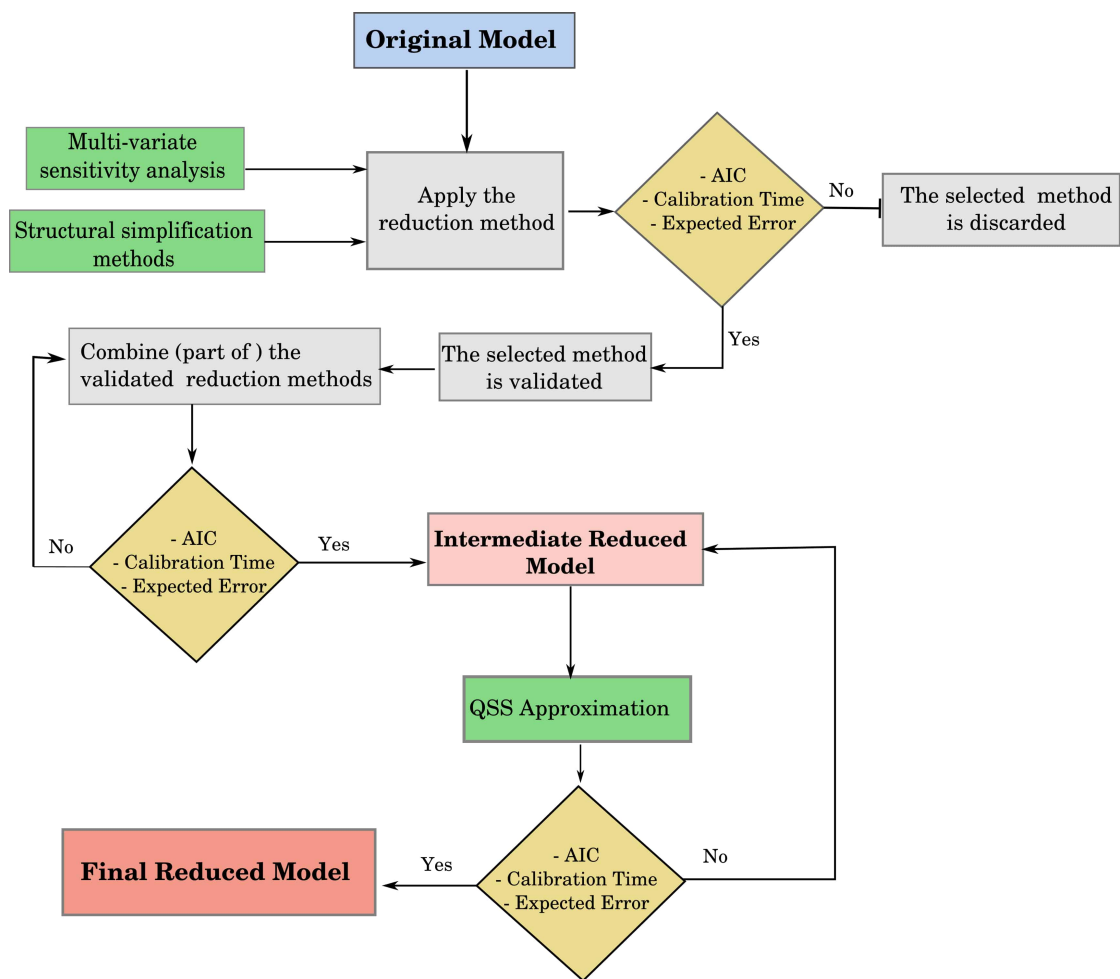 Original Model
Multi-variate
sensitivity analysis
Structural simplification
methods
Apply the
reduction method
- AIC
- Calibration Time
- Expected Error
No
The selected method
is discarded
Yes
The selected method
is validated
Combine (part of ) the
validated reduction methods
- AIC
- Calibration Time
- Expected Error
No
Yes
Intermediate Reduced
Model
QSS Approximation
- AIC
- Calibration Time
- Expected Error
No
Yes
Final Reduced Model